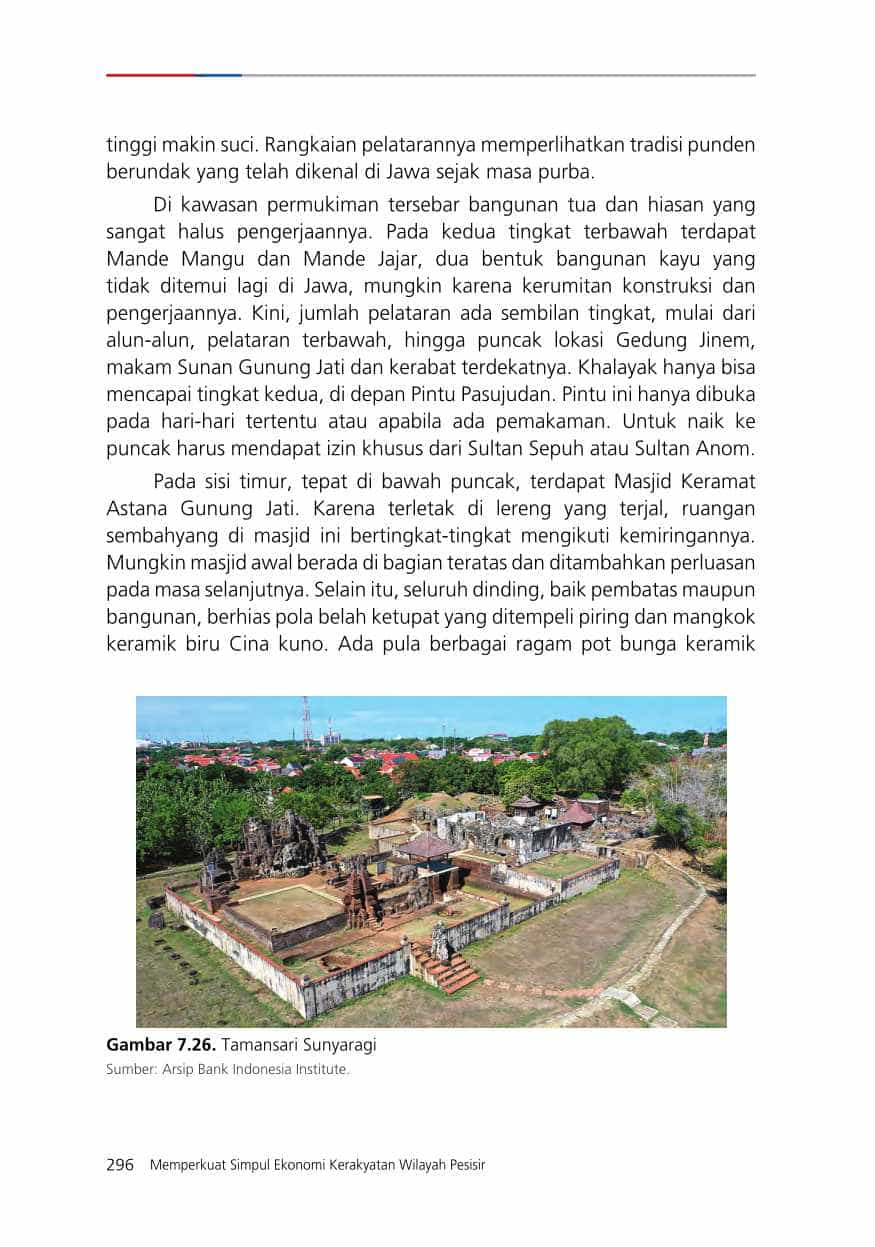 tinggi makin suci. Rangkaian pelatarannya memperlihatkan tradisi punden
berundak yang telah dikenal di Jawa sejak masa purba.
Di kawasan permukiman tersebar bangunan tua dan hiasan yang
sangat halus pengerjaannya. Pada kedua tingkat terbawah terdapat
Mande Mangu dan Mande Jajar, dua bentuk bangunan kayu yang
tidak ditemui lagi di Jawa, mungkin karena kerumitan konstruksi dan
pengerjaannya. Kini, jumlah pelataran ada sembilan tingkat, mulai dari
alun-alun, pelataran terbawah, hingga puncak lokasi Gedung Jinem,
makam Sunan Gunung Jati dan kerabat terdekatnya. Khalayak hanya bisa
mencapai tingkat kedua, di depan Pintu Pasujudan. Pintu ini hanya dibuka
pada hari-hari tertentu atau apabila ada pemakaman. Untuk naik ke
puncak harus mendapat izin khusus dari Sultan Sepuh atau Sultan Anom.
Pada sisi timur, tepat di bawah puncak, terdapat Masjid Keramat
Astana Gunung Jati. Karena terletak di lereng yang terjal, ruangan
sembahyang di masjid ini bertingkat-tingkat mengikuti kemiringannya.
Mungkin masjid awal berada di bagian teratas dan ditambahkan perluasan
pada masa selanjutnya. Selain itu, seluruh dinding, baik pembatas maupun
bangunan, berhias pola belah ketupat yang ditempeli piring dan mangkok
keramik biru Cina kuno. Ada pula berbagai ragam pot bunga keramik
Gambar 7.26. Tamansari Sunyaragi
Sumber: Arsip Bank Indonesia Institute.
296 Memperkuat Simpul Ekonomi Kerakyatan Wilayah Pesisir